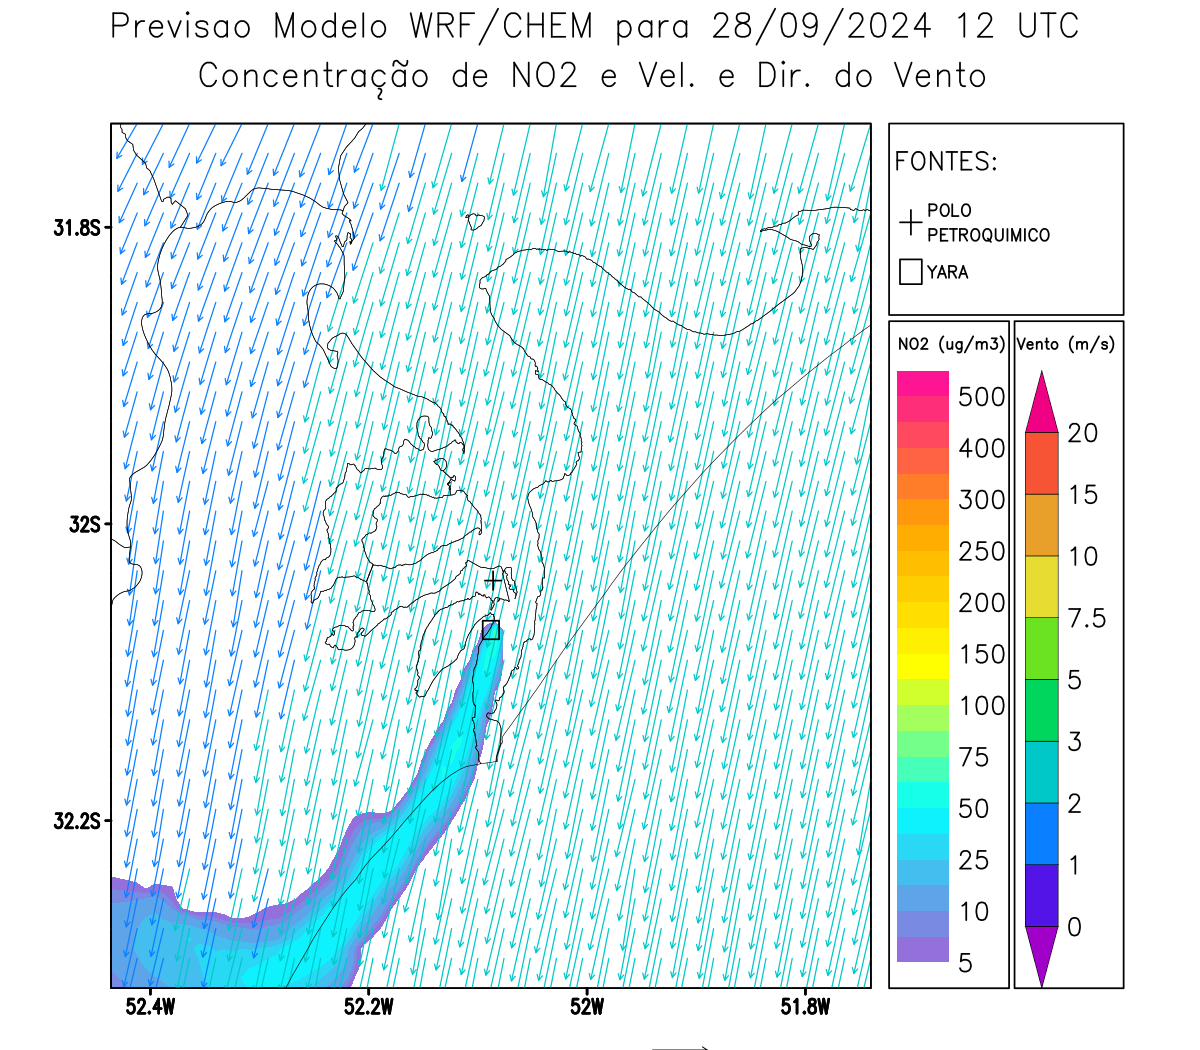 Previsao Modelo WRF/CHEM para 28/09/2024 12 UTC
Concentração de NO2 e Vel. e Dir. do Vento
FONTES:
POLO
PETROQUIMICO
YARA
NO2 (ug/m3)
500
400
300
250
200
150
100
75
50
25
10
5
Vento (m/s)
20
15
10
7.5
5
3
2
1
0
31.8S
32S
32.2S
52.4W
52.2W
52W
51.8W